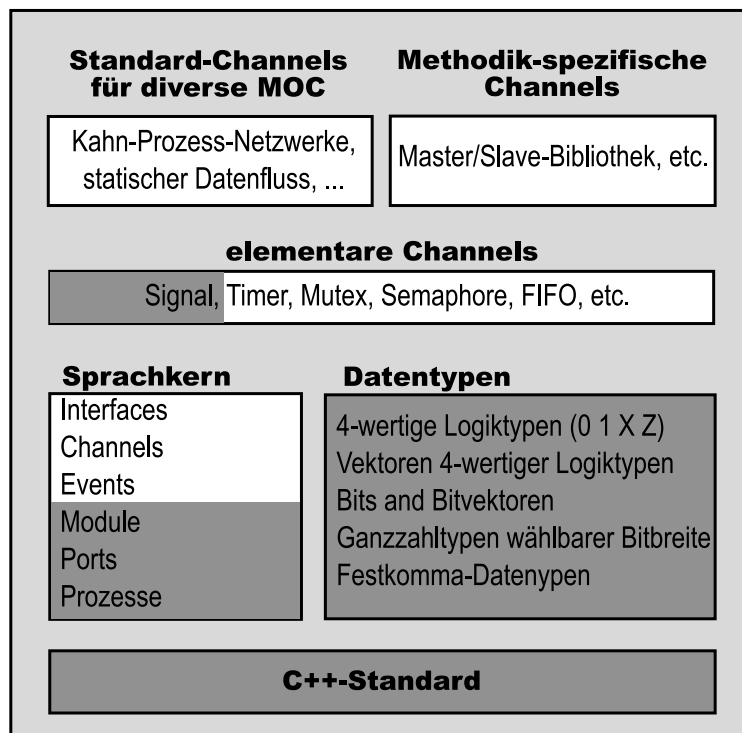 Standard-Channels
für diverse MOC
Kahn-Prozess-Netzwerke,
statischer Datenfluss, ...
Methodik-spezifische
Channels
Master/Slave-Bibliothek, etc.
elementare Channels
Signal, Timer, Mutex, Semaphore, FIFO, etc.
Sprachkern
Interfaces
Channels
Events
Module
Ports
Prozesse
Datentypen
4-wertige Logiktypen (0 1 X Z)
Vektoren 4-wertiger Logiktypen
Bits and Bitvektoren
Ganzzahltypen wählbarer Bitbreite
Festkomma-Datenypen
C++-Standard